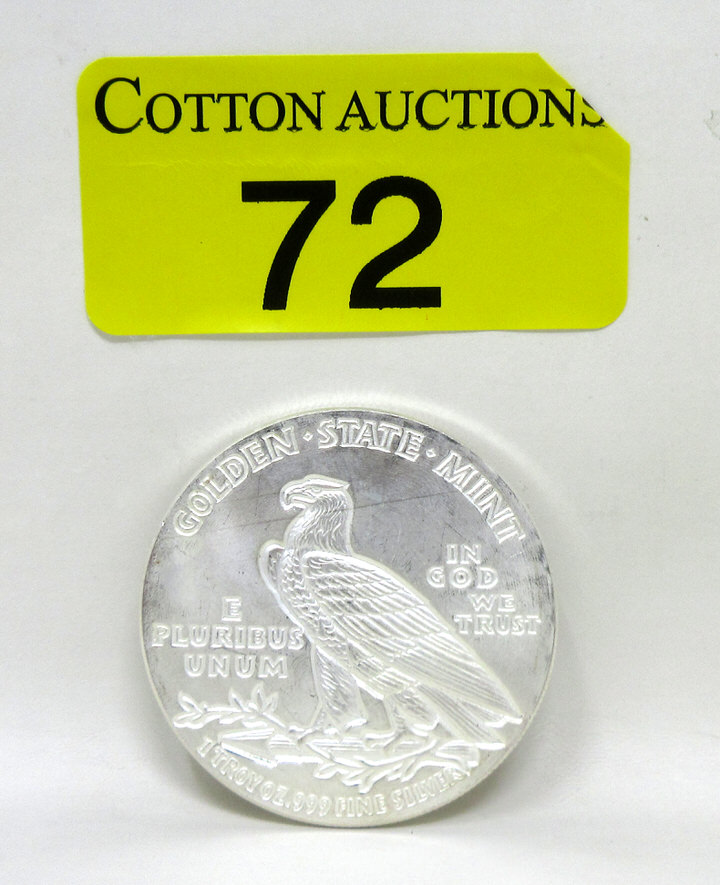 COTTON AUCTIONS
72
GOLDEN · STATE · MINT
IN
GOD
WE
TRUST
E
PLURIBUS
UNUM
1 TROY OZ. 999 FINE SILVER